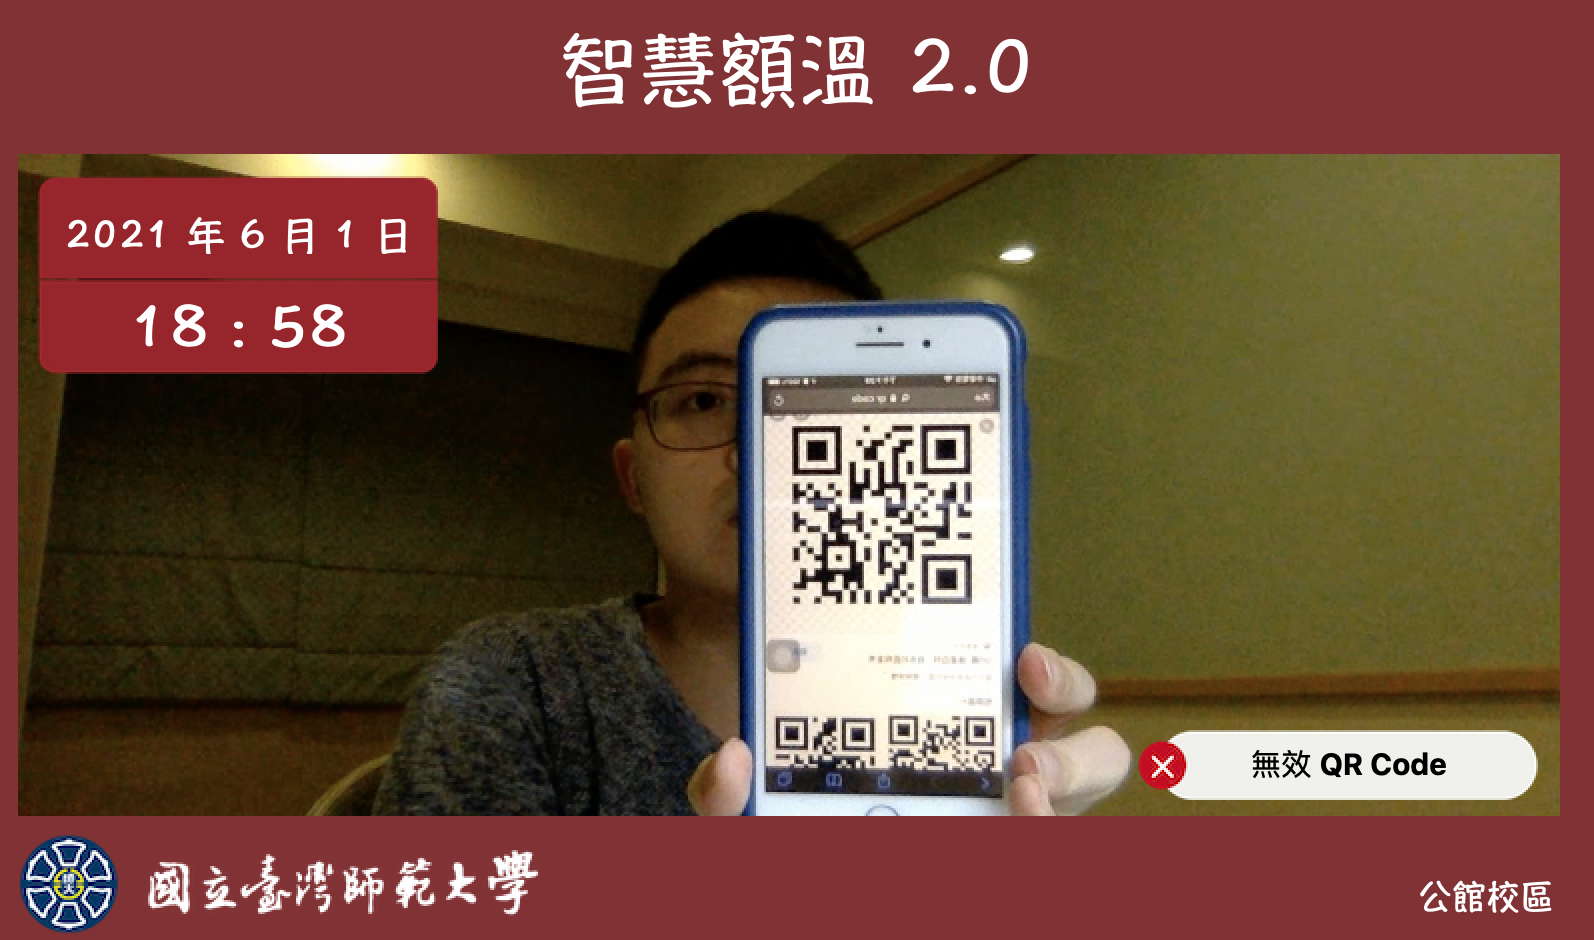 智慧額溫 2.0
2021 年 6 月 1 日
18 : 58
無效 QR Code
國立臺灣師範大學
公館校區